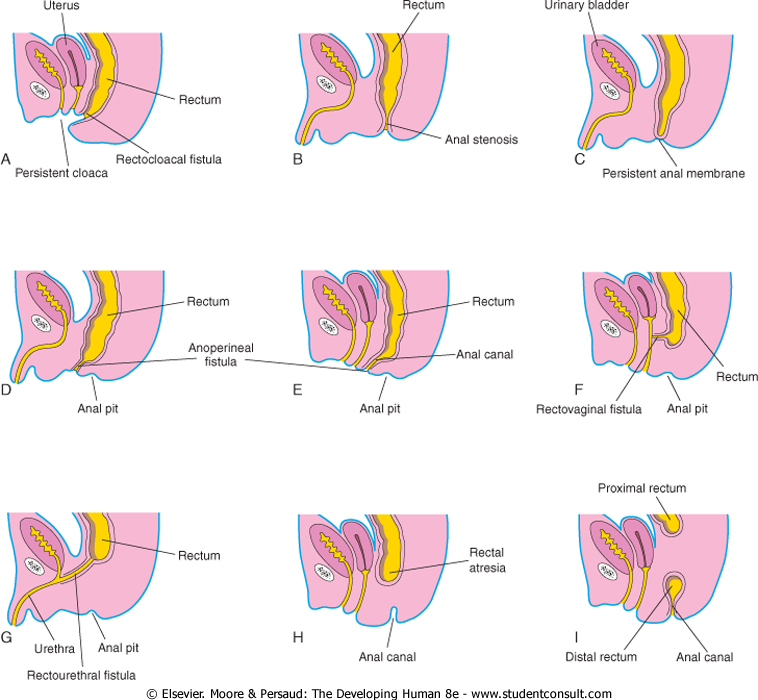 Uterus
Rectum
Rectocloacal fistula
Persistent cloaca
A
Rectum
Anal stenosis
B
Urinary bladder
Persistent anal membrane
C
Rectum
Anoperineal
fistula
Anal pit
D
Rectum
Anal canal
Anal pit
E
Rectum
Rectovaginal fistula
Anal pit
F
Rectum
Urethra
Anal pit
Rectourethral fistula
G
Rectal
atresia
Anal canal
H
Proximal rectum
Distal rectum
Anal canal
I
© Elsevier. Moore & Persaud: The Developing Human 8e - www.studentconsult.com